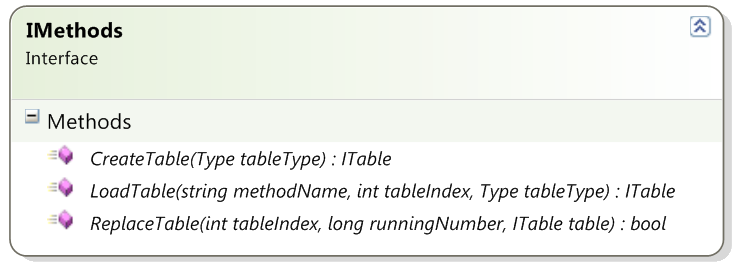 IMethods
Interface
Methods
CreateTable(Type tableType) : ITable
LoadTable(string methodName, int tableIndex, Type tableType) : ITable
ReplaceTable(int tableIndex, long runningNumber, ITable table) : bool